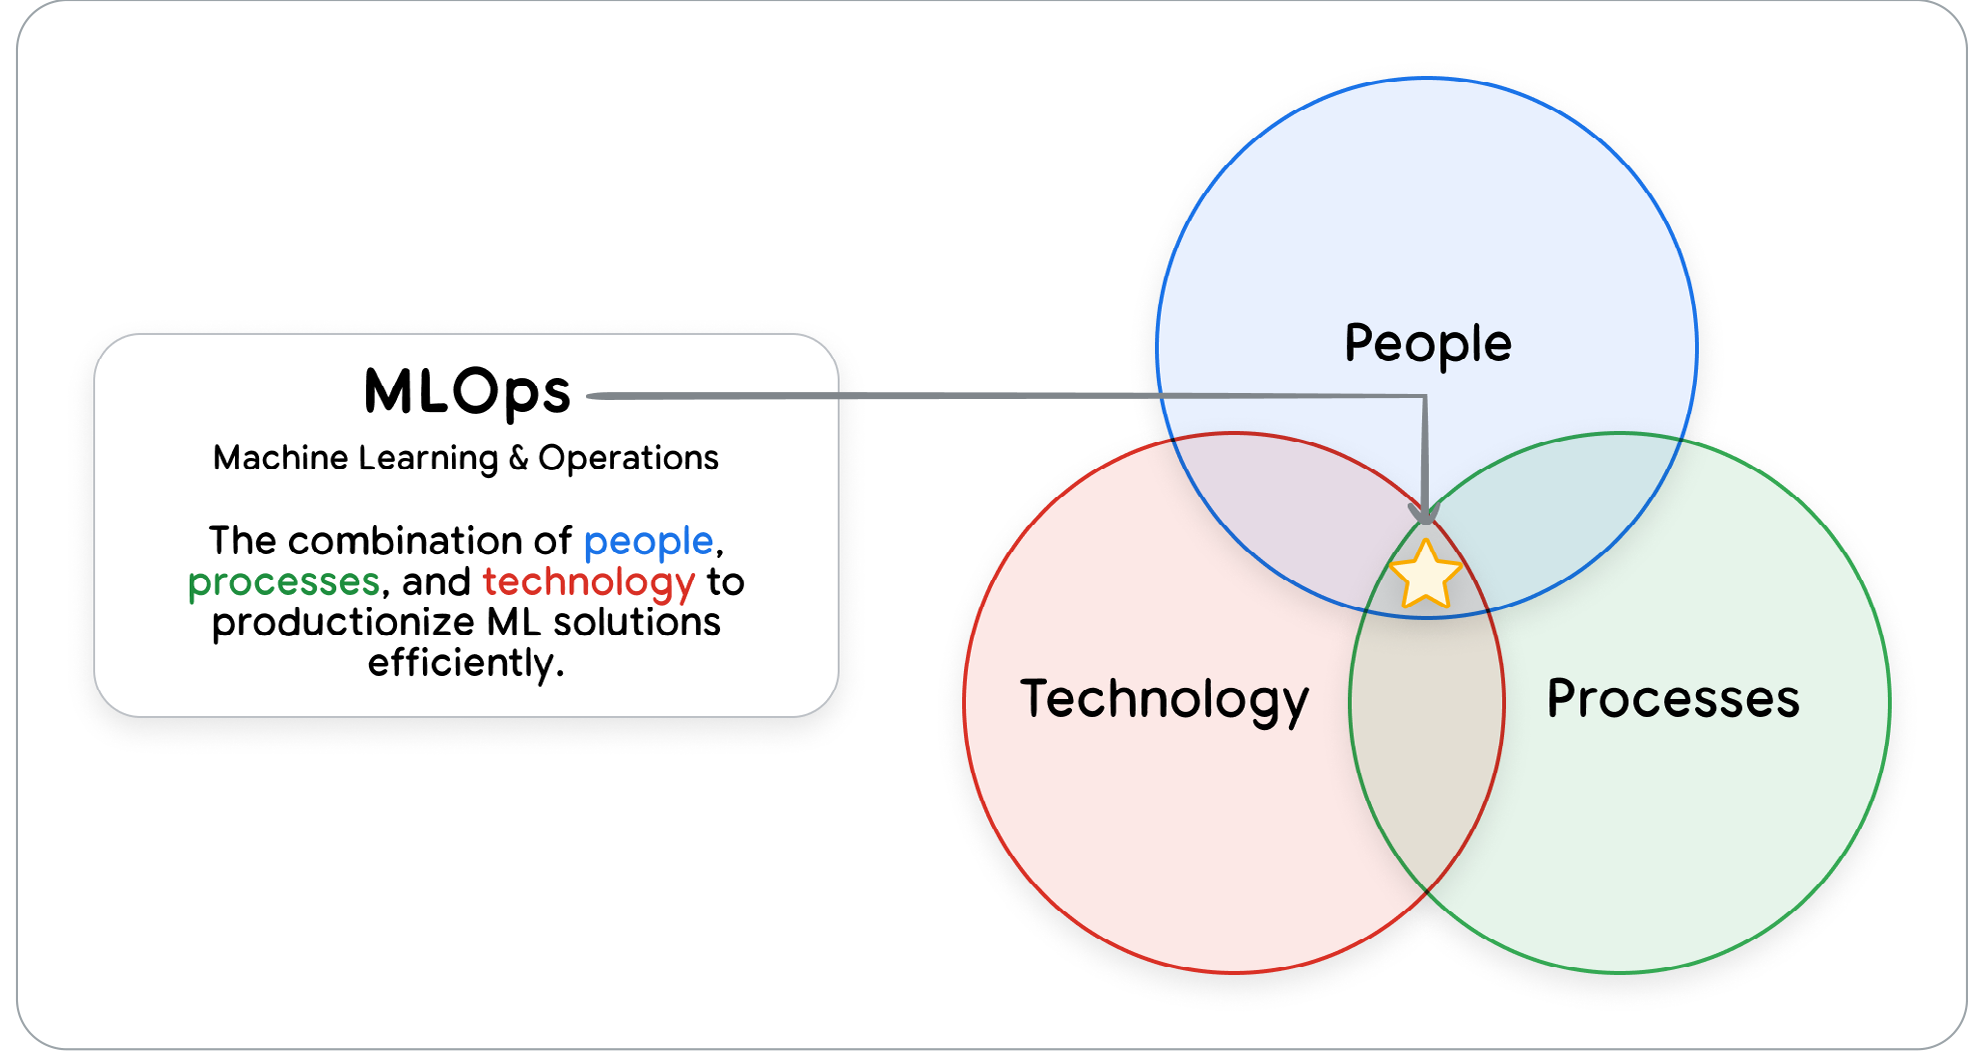 MLOps
Machine Learning & Operations
The combination of people,
processes, and technology to
productionize ML solutions
efficiently.
People
Technology
Processes